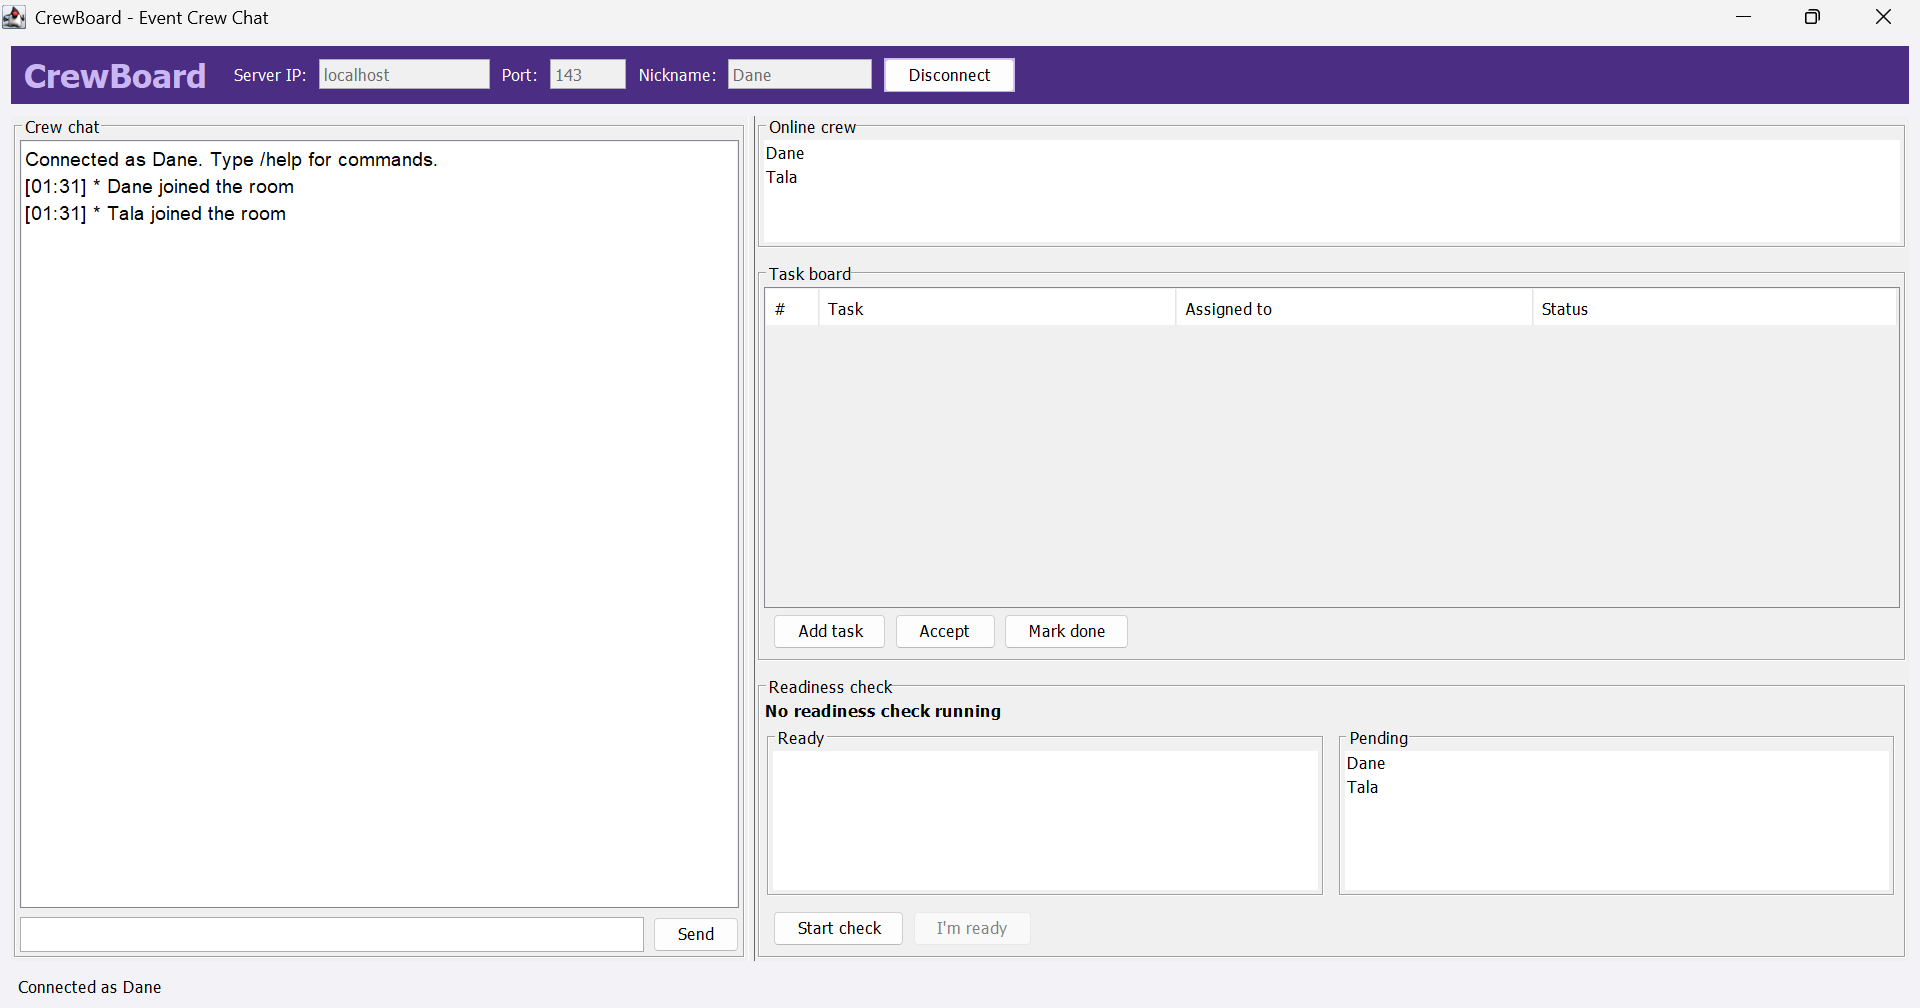 CrewBoard - Event Crew Chat
CrewBoard Server IP: localhost Port: 143 Nickname: Dane Disconnect
Crew chat
Connected as Dane. Type /help for commands.
[01:31] * Dane joined the room
[01:31] * Tala joined the room
Send
Online crew
Dane
Tala
Task board
# Task Assigned to Status
Add task Accept Mark done
Readiness check
No readiness check running
Ready
Pending
Dane
Tala
Start check I'm ready
Connected as Dane